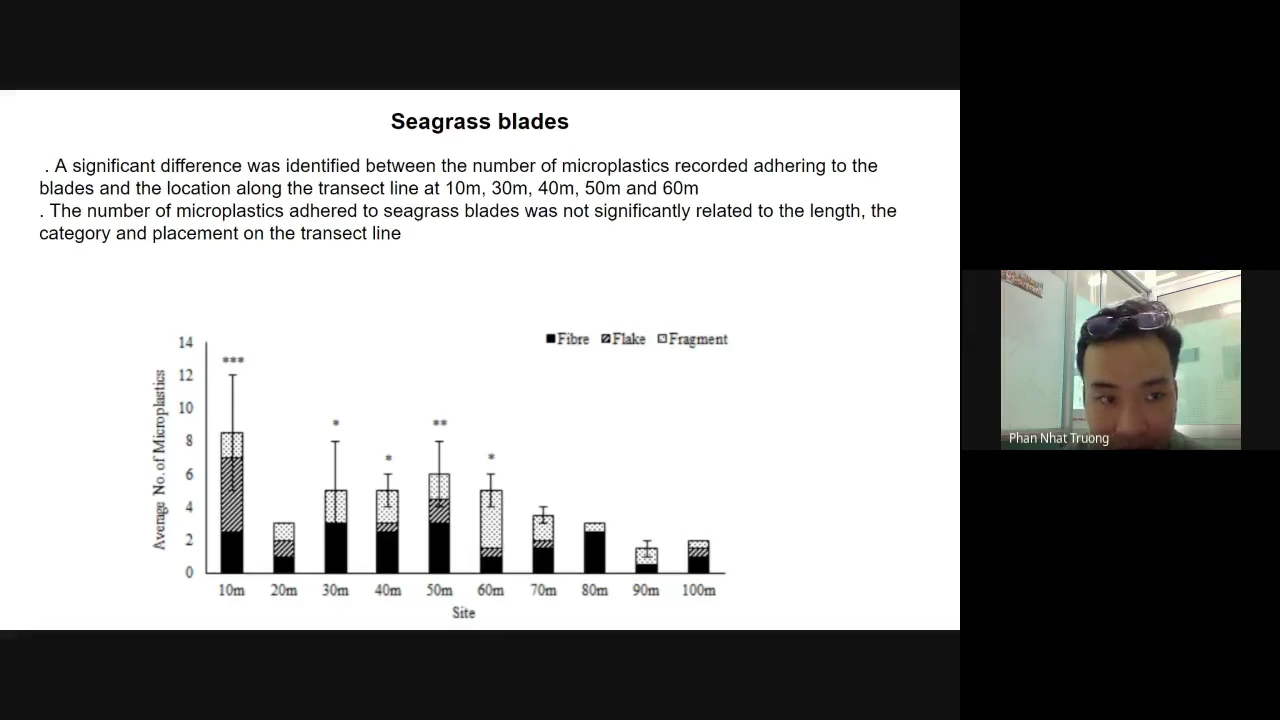 Seagrass blades
. A significant difference was identified between the number of microplastics recorded adhering to the
blades and the location along the transect line at 10m, 30m, 40m, 50m and 60m
. The number of microplastics adhered to seagrass blades was not significantly related to the length, the
category and placement on the transect line
Fibre Flake Fragment
Average No. of Microplastics
14
12
10
8
6
4
2
0
***
*
*
**
*
10m 20m 30m 40m 50m 60m 70m 80m 90m 100m
Site
Phan Nhat Truong